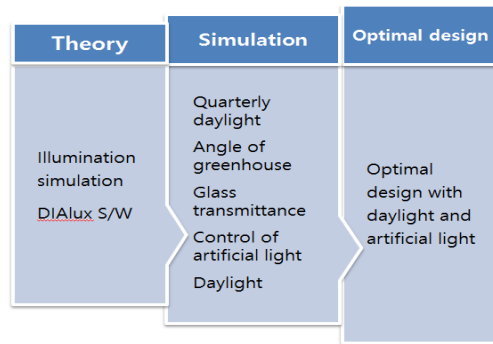 Theory
Illumination
simulation
DIAlux S/W
Simulation
Quarterly
daylight
Angle of
greenhouse
Glass
transmittance
Control of
artificial light
Daylight
Optimal design
Optimal
design with
daylight and
artificial light